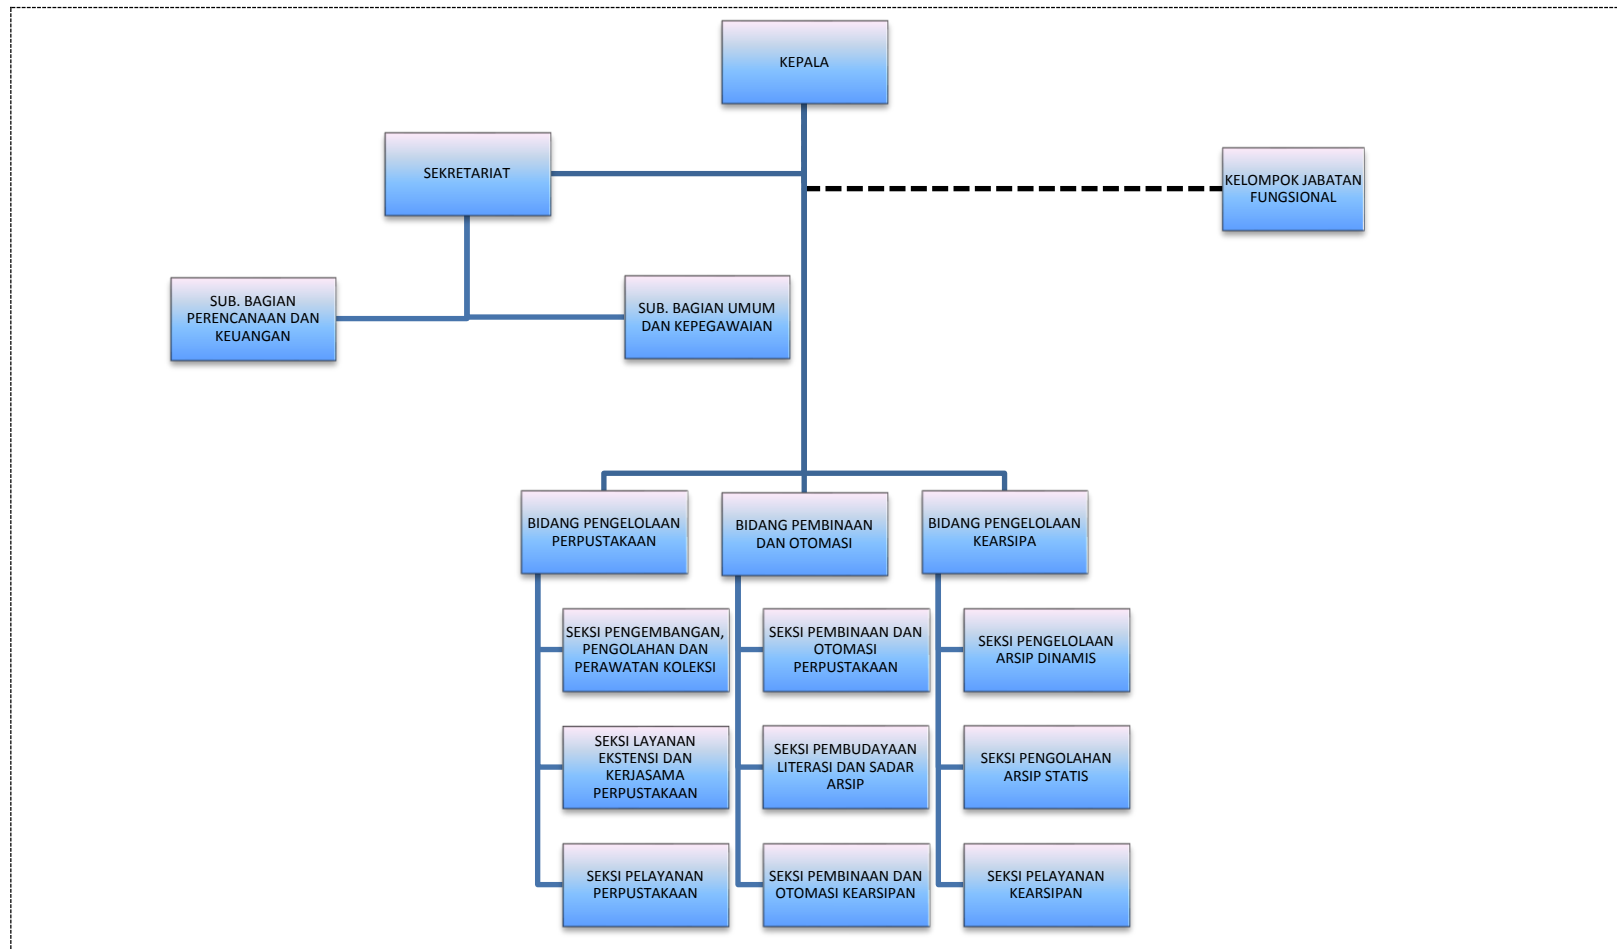 KEPALA
SEKRETARIAT
KELOMPOK JABATAN
FUNGSIONAL
SUB. BAGIAN
PERENCANAAN DAN
KEUANGAN
SUB. BAGIAN UMUM
DAN KEPEGAWAIAN
BIDANG PENGELOLAAN
PERPUSTAKAAN
BIDANG PEMBINAAN
DAN OTOMASI
BIDANG PENGELOLAAN
KEARSIPA
SEKSI PENGEMBANGAN,
PENGOLAHAN DAN
PERAWATAN KOLEKSI
SEKSI PEMBINAAN DAN
OTOMASI
PERPUSTAKAAN
SEKSI PENGELOLAAN
ARSIP DINAMIS
SEKSI LAYANAN
EKSTENSI DAN
KERJASAMA
PERPUSTAKAAN
SEKSI PEMBUDAYAAN
LITERASI DAN SADAR
ARSIP
SEKSI PENGOLAHAN
ARSIP STATIS
SEKSI PELAYANAN
PERPUSTAKAAN
SEKSI PEMBINAAN DAN
OTOMASI KEARSIPAN
SEKSI PELAYANAN
KEARSIPAN